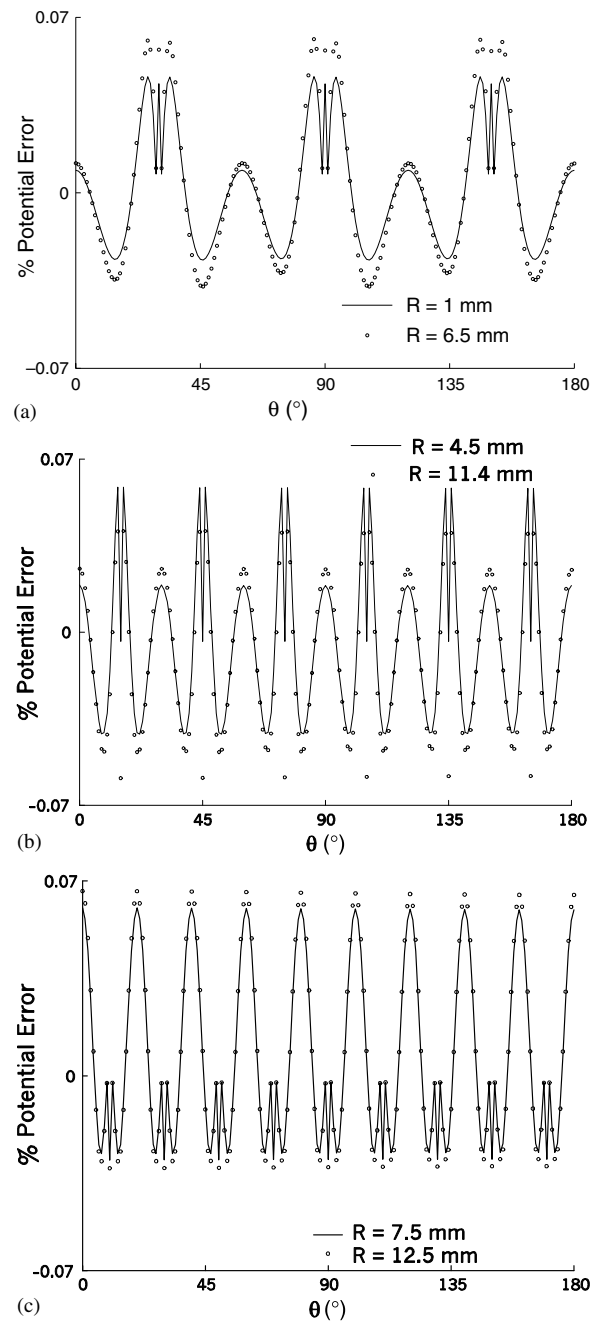 0.07
% Potential Error
0
−0.07
R = 1 mm
R = 6.5 mm
0 45 90 135 180
θ (°)
(a)
R = 4.5 mm
R = 11.4 mm
0.07
% Potential Error
0
-0.07
0 45 90 135 180
θ (°)
(b)
0.07
% Potential Error
0
-0.07
R = 7.5 mm
R = 12.5 mm
0 45 90 135 180
θ (°)
(c)